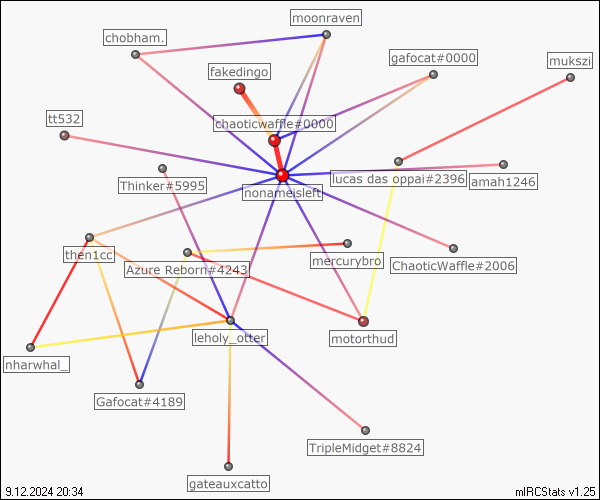 moonraven
chobham.
gafocat#0000
mukszi
fakedingo
tt532
chaoticwaffle#0000
Thinker#5995
lucas das oppai#2396
amah1246
nonameisleft
then1cc
mercurybro
Azure Reborn#4243
ChaoticWaffle#2006
leholy_otter
motorthud
nharwhal_
Gafocat#4189
TripleMidget#8824
gateauxcatto
9.12.2024 20:34
mIRCStats v1.25